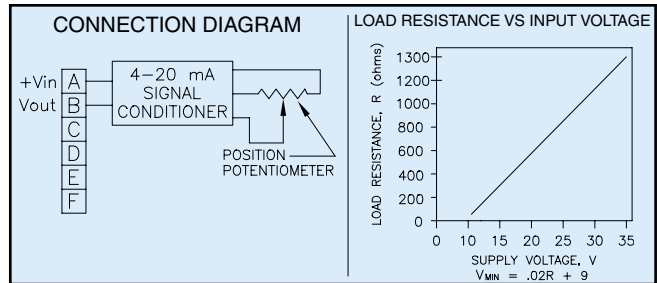 CONNECTION DIAGRAM
+Vin A
Vout B
C
D
E
F
4-20 mA
SIGNAL
CONDITIONER
POSITION
POTENTIOMETER
LOAD RESISTANCE VS INPUT VOLTAGE
LOAD RESISTANCE, R (ohms)
1300
1200
1000
800
600
400
200
0
0 10 15 20 25 30 35
SUPPLY VOLTAGE, V
VMIN = .02R + 9